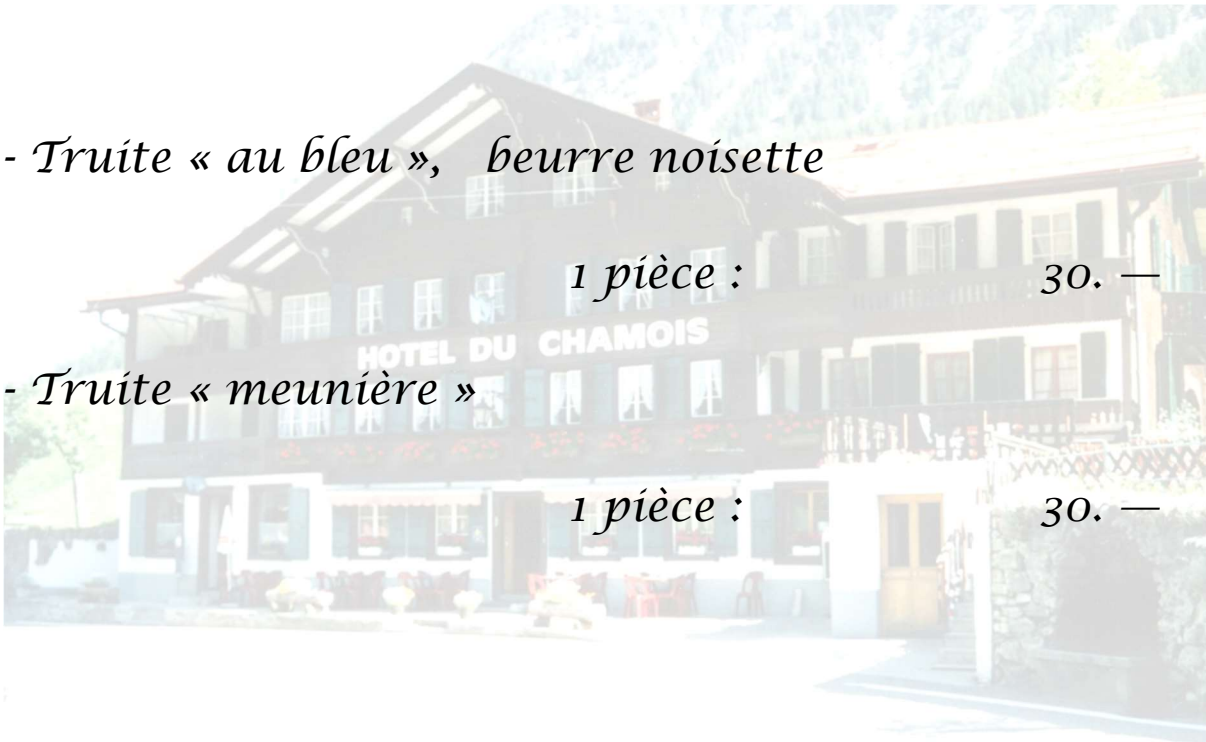 - Truite « au bleu », beurre noisette
1 pièce : 30. —
HOTEL DU CHAMOIS
- Truite « meunière »
1 pièce : 30. —